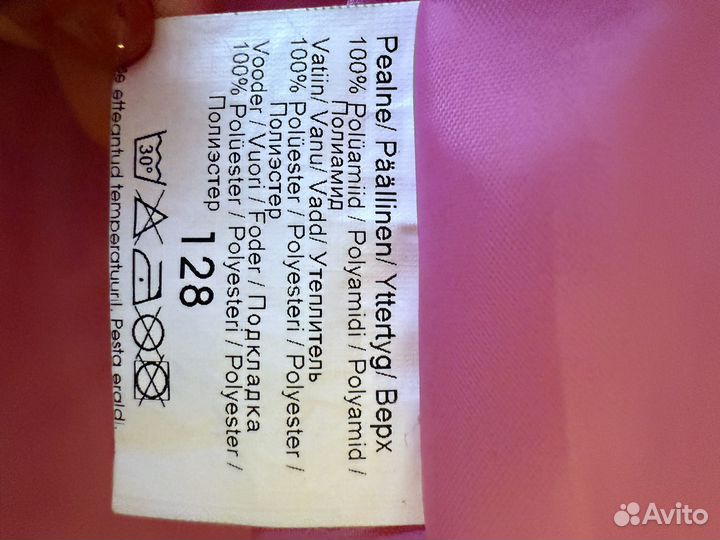 Pealne/ Päällinen/ Yttertyg/ Верх
100% Polüamiid / Polyamidi / Polyamid /
Полиамид
Vatiin/ Vanu/ Vadd/ Утеплитель
100% Polüester / Polyesteri / Polyester /
Полиэстер
Vooder / Vuori / Foder / Подкладка
100% Polüester / Polyesteri / Polyester /
Полиэстер
128
30°
etteantud temperatuuril. Pesta eraldi.
Avito